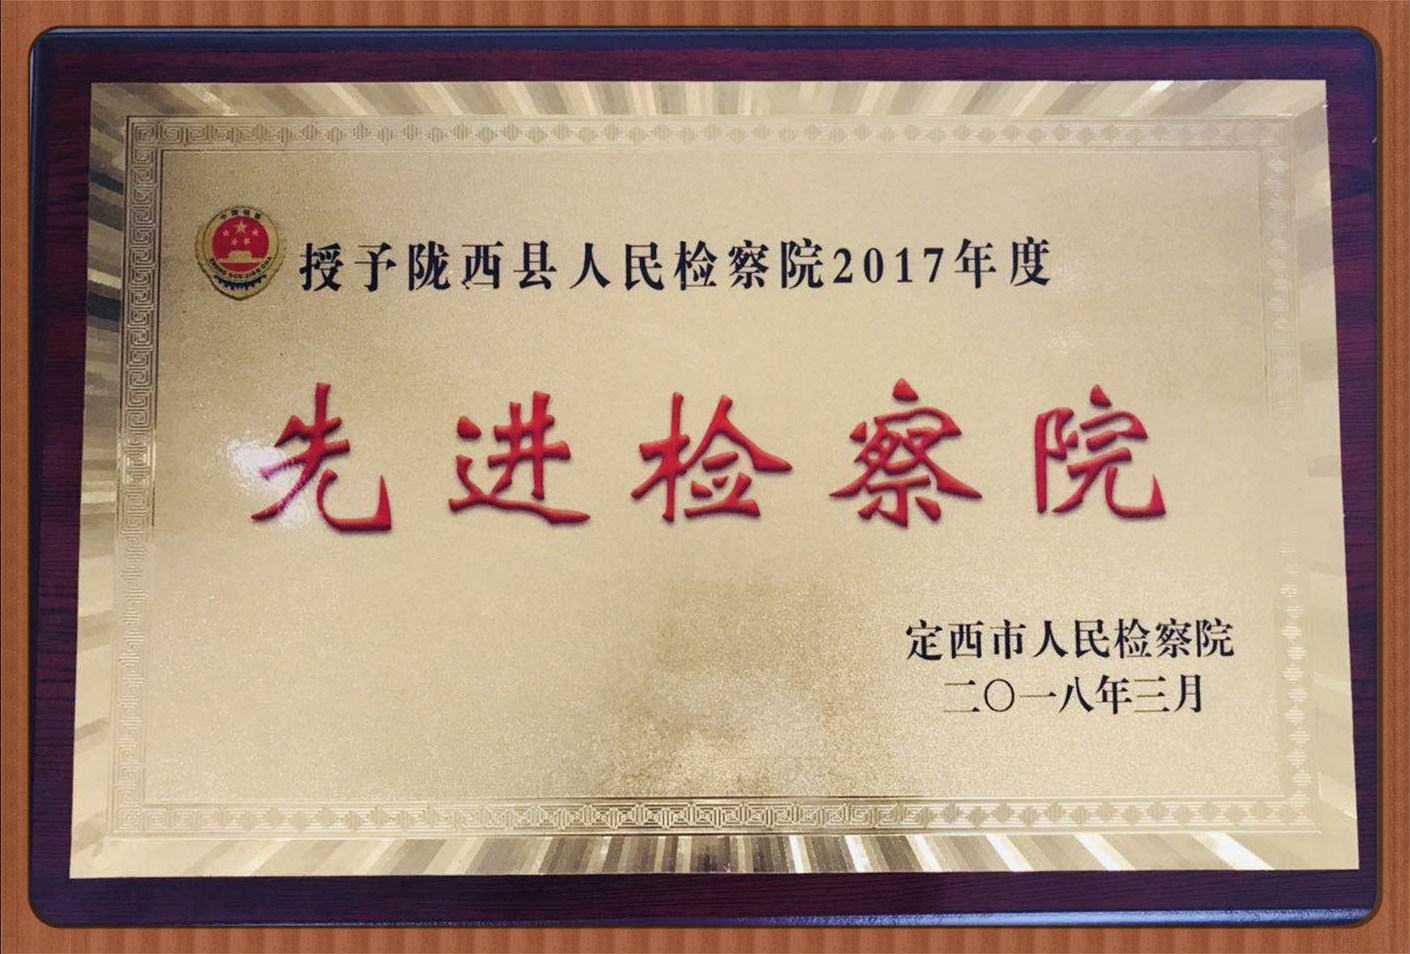 授予陇西县人民检察院2017年度
先进检察院
定西市人民检察院
二〇一八年三月